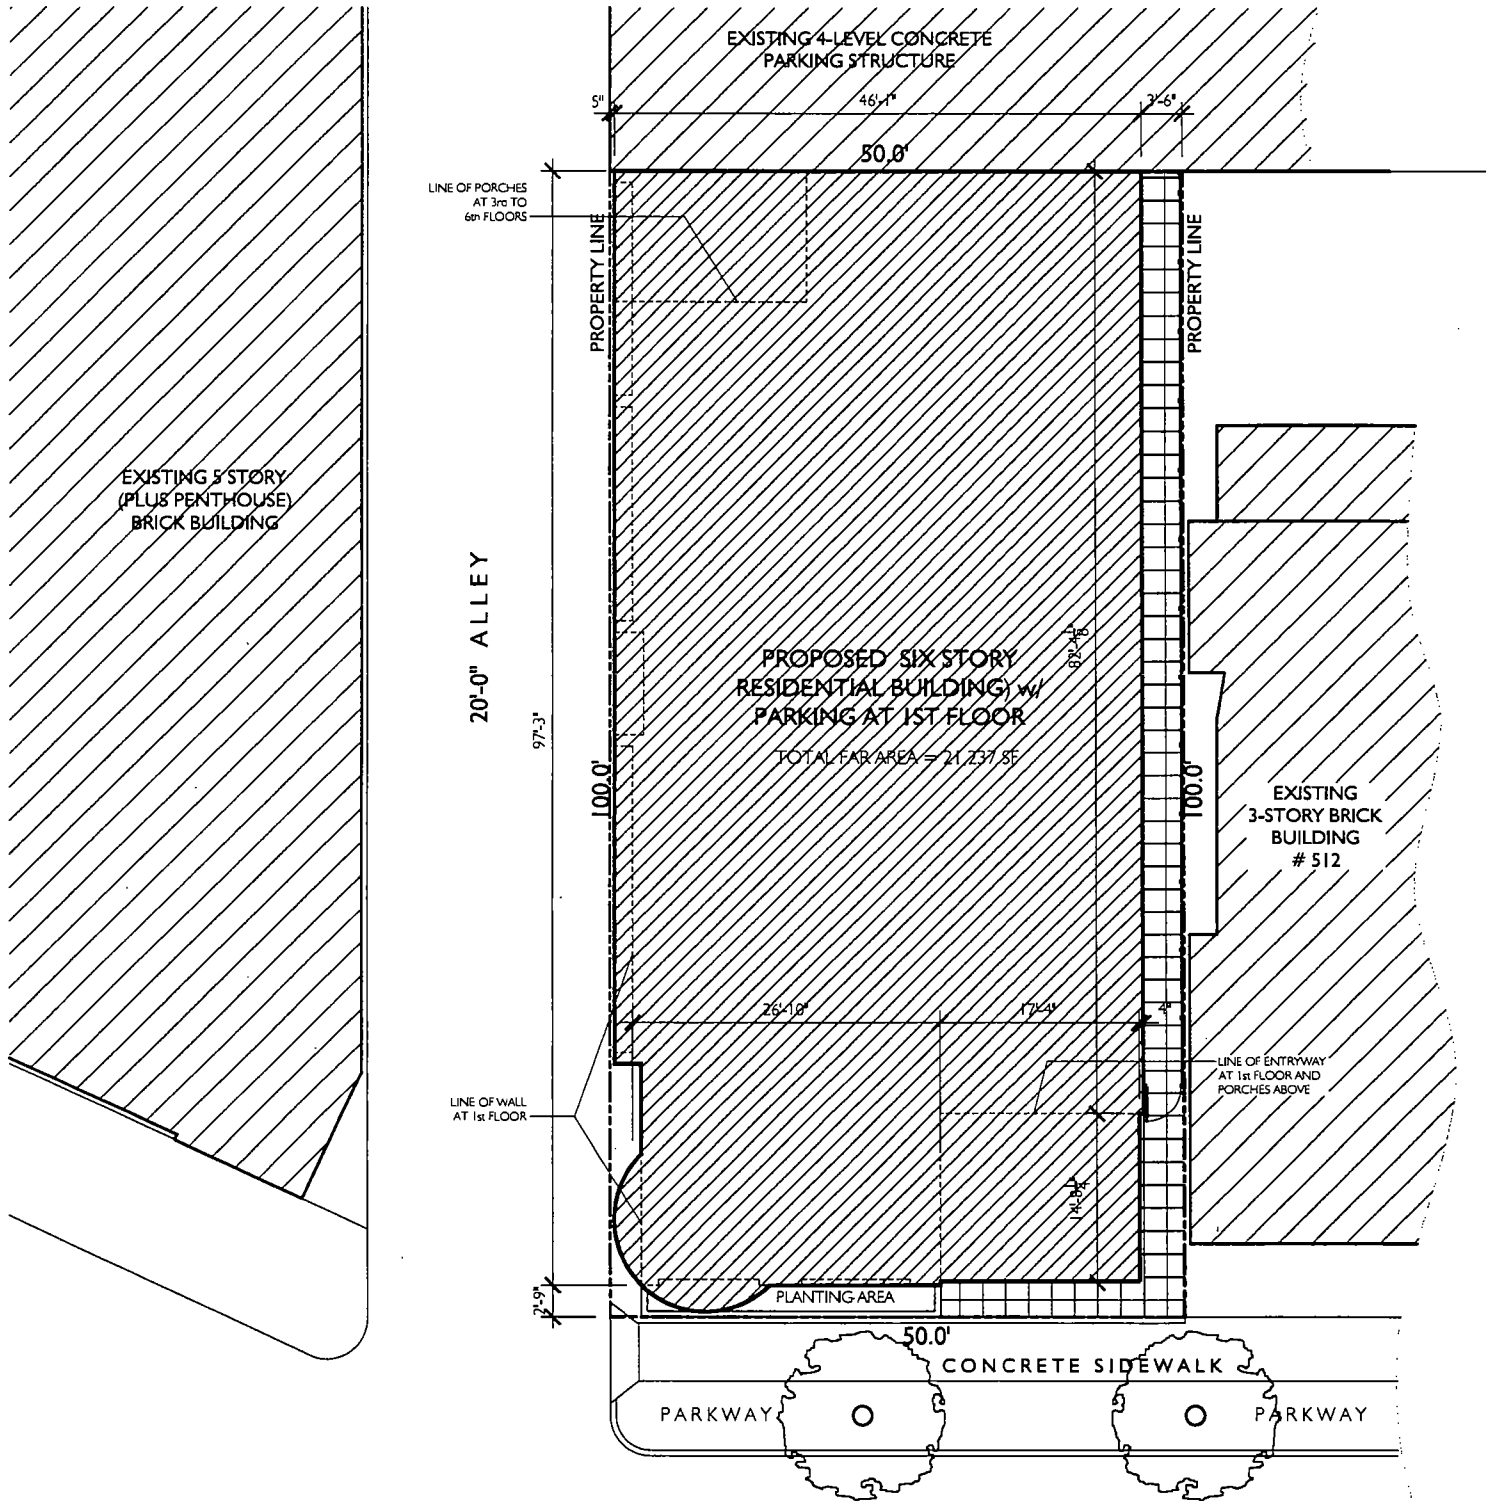 EXISTING 4-LEVEL CONCRETE
PARKING STRUCTURE
5"
46'-1"
3'-6"
50.0'
LINE OF PORCHES
AT 3rd TO
6th FLOORS
PROPERTY LINE
PROPERTY LINE
EXISTING 5 STORY
(PLUS PENTHOUSE)
BRICK BUILDING
20'-0" ALLEY
97'-3"
100.0'
PROPOSED SIX STORY
RESIDENTIAL BUILDING) w/
PARKING AT 1ST FLOOR
TOTAL FAR AREA = 21,237 SF
100.0'
EXISTING
3-STORY BRICK
BUILDING
# 512
26'-10"
17'-4"
4"
LINE OF ENTRYWAY
AT 1st FLOOR AND
PORCHES ABOVE
LINE OF WALL
AT 1st FLOOR
2'-9"
PLANTING AREA
50.0'
CONCRETE SIDEWALK
PARKWAY
PARKWAY